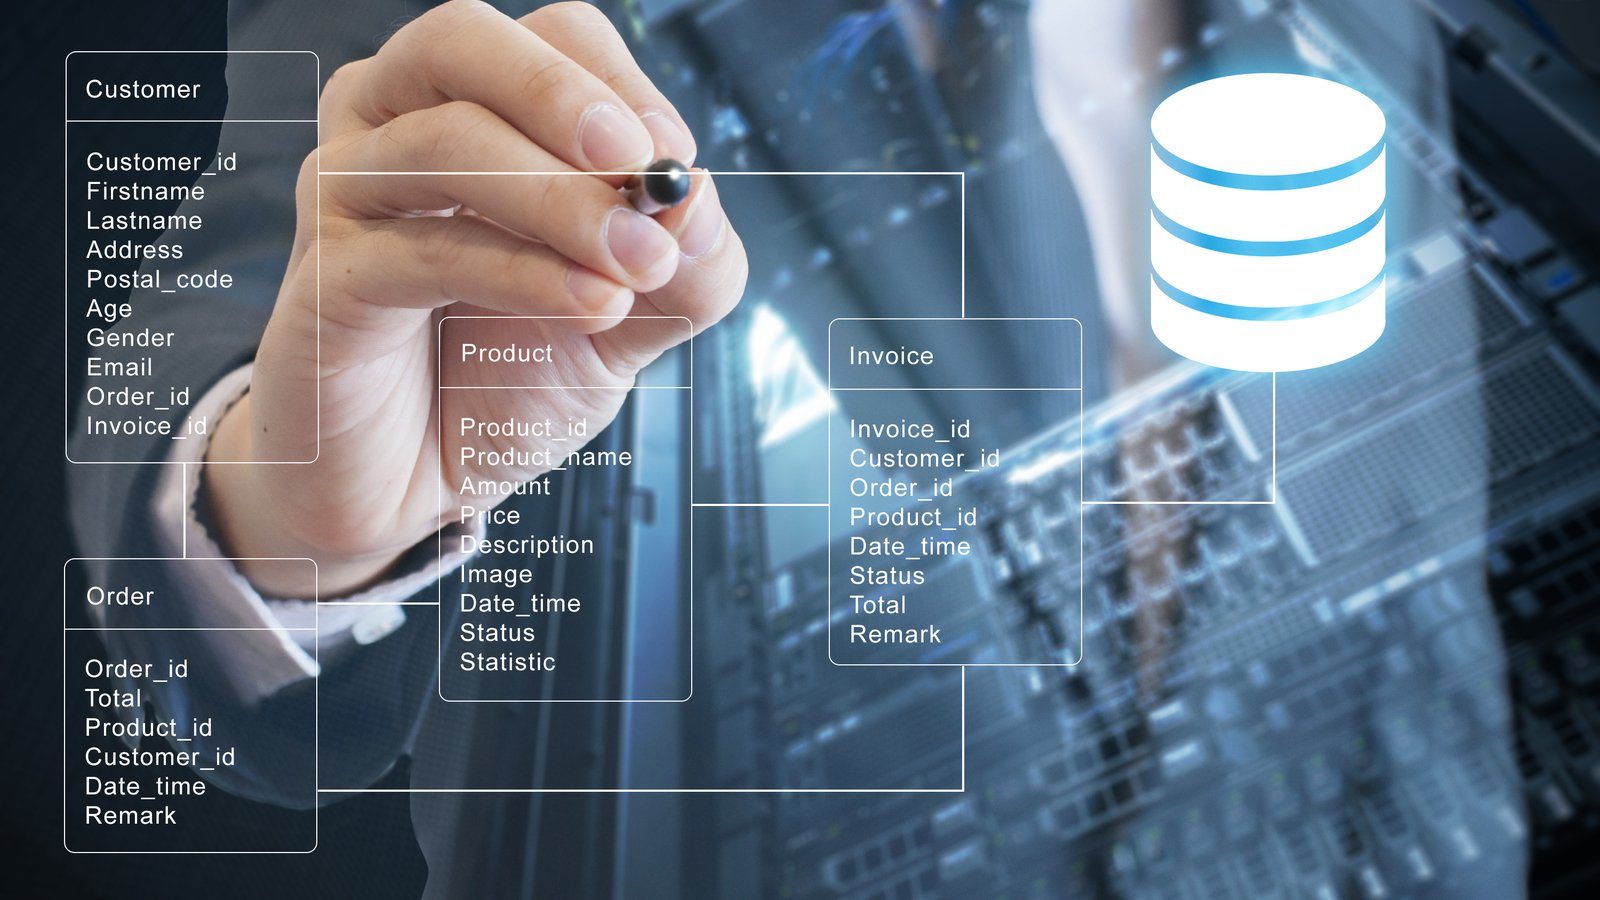 Customer
Customer_id
Firstname
Lastname
Address
Postal_code
Age
Gender
Email
Order_id
Invoice_id
Product
Product_id
Product_name
Amount
Price
Description
Image
Date_time
Status
Statistic
Invoice
Invoice_id
Customer_id
Order_id
Product_id
Date_time
Status
Total
Remark
Order
Order_id
Total
Product_id
Customer_id
Date_time
Remark